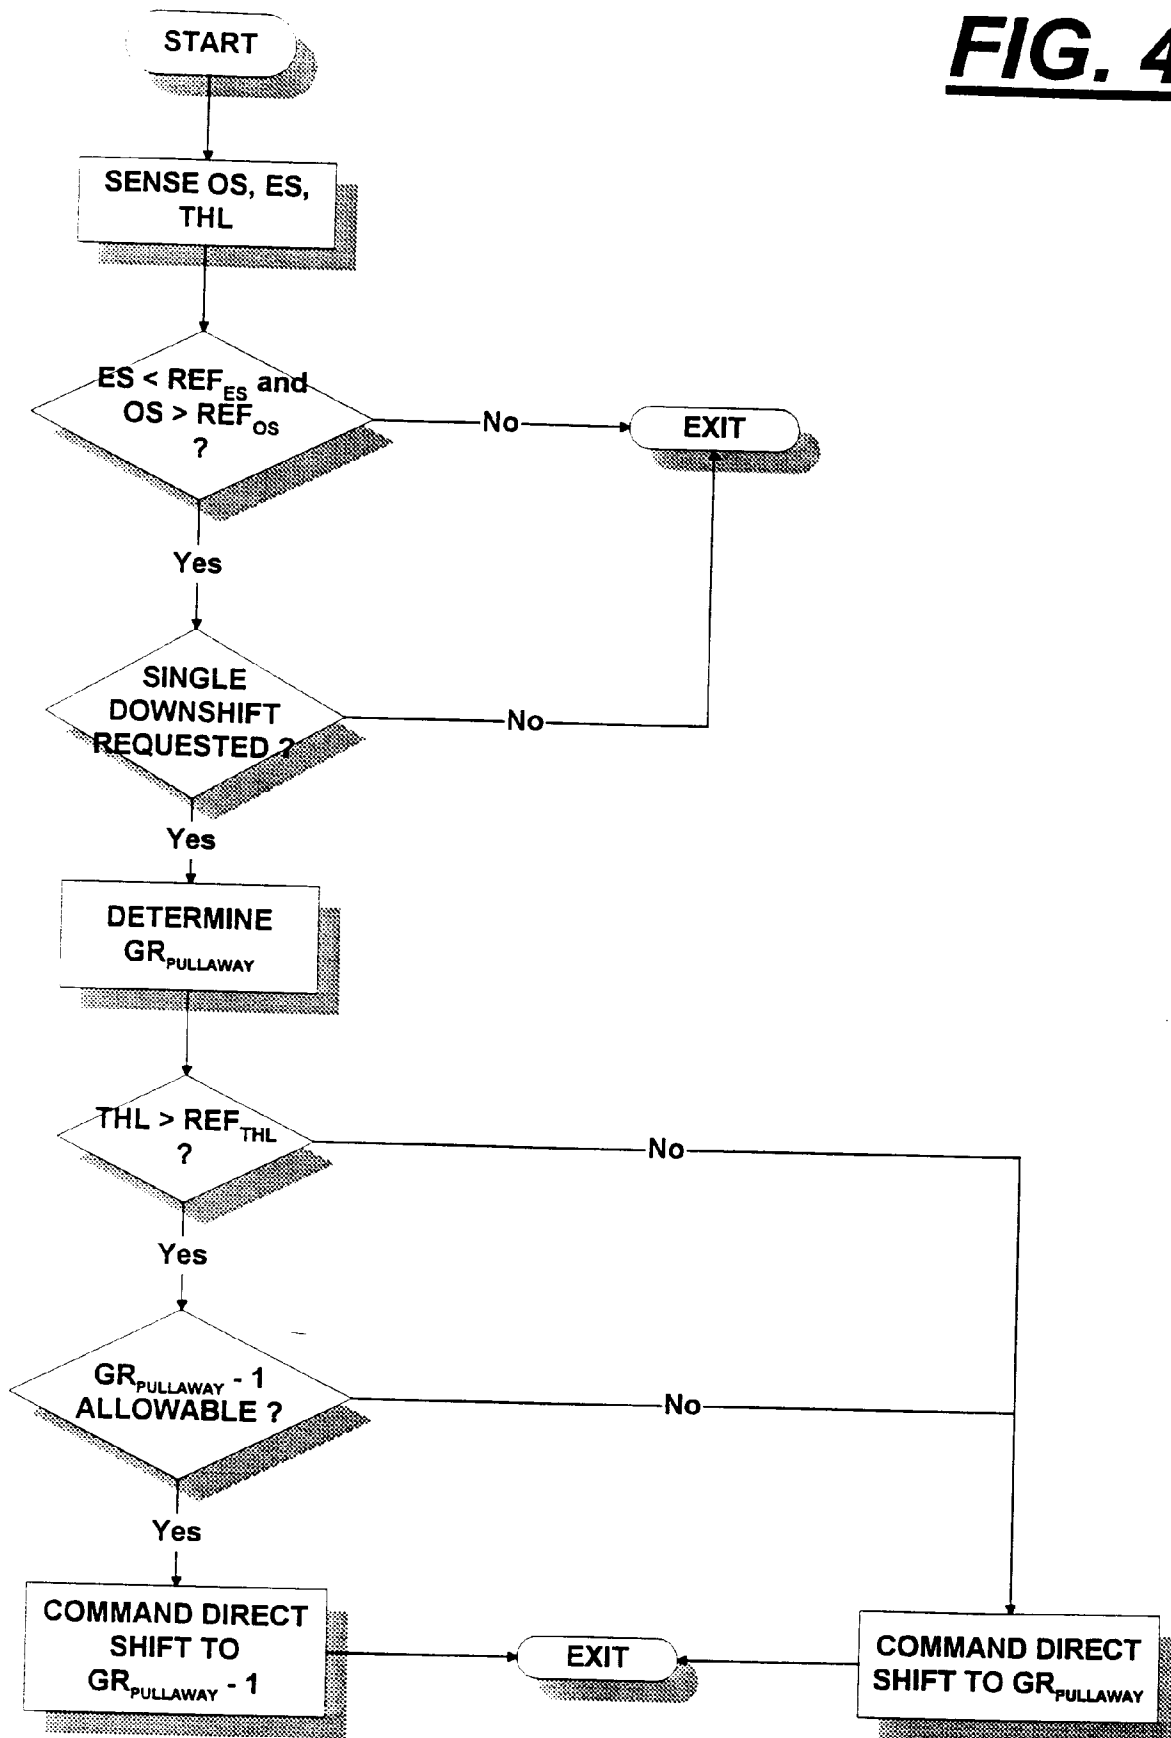 START
FIG. 4
SENSE OS, ES,
THL
ES < REF_ES and
OS > REF_OS
?
No
EXIT
Yes
SINGLE
DOWNSHIFT
REQUESTED ?
No
Yes
DETERMINE
GR_PULLAWAY
THL > REF_THL
?
No
Yes
GR_PULLAWAY - 1
ALLOWABLE ?
No
Yes
COMMAND DIRECT
SHIFT TO
GR_PULLAWAY - 1
EXIT
COMMAND DIRECT
SHIFT TO GR_PULLAWAY